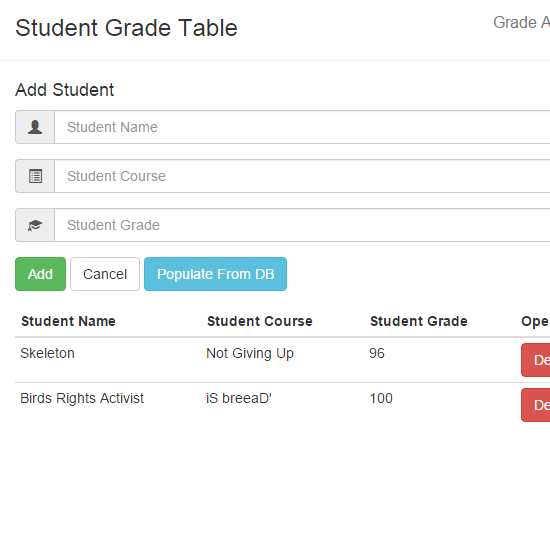 Student Grade Table
Grade A
Add Student
Student Name
Student Course
Student Grade
Add Cancel Populate From DB
Student Name Student Course Student Grade Ope
Skeleton Not Giving Up 96 De
Birds Rights Activist iS breeaD' 100 De